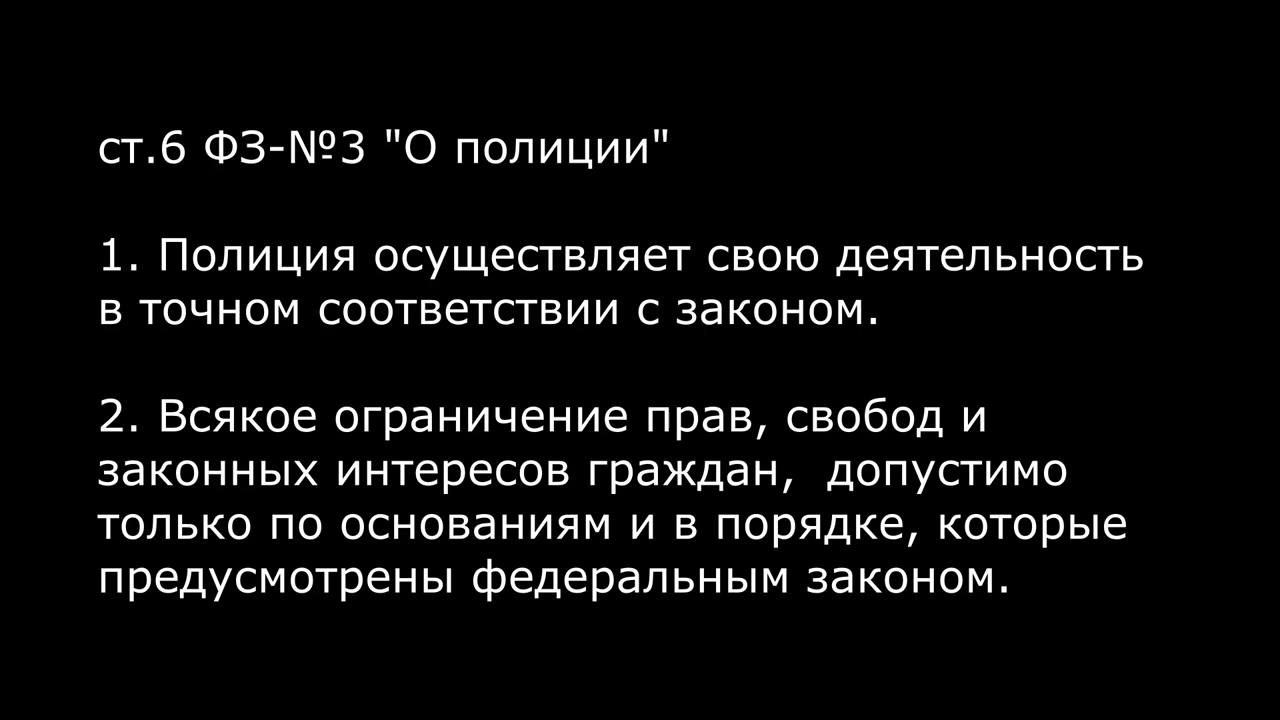 ст.6 ФЗ-№3 "О полиции"
1. Полиция осуществляет свою деятельность
в точном соответствии с законом.
2. Всякое ограничение прав, свобод и
законных интересов граждан,  допустимо
только по основаниям и в порядке, которые
предусмотрены федеральным законом.